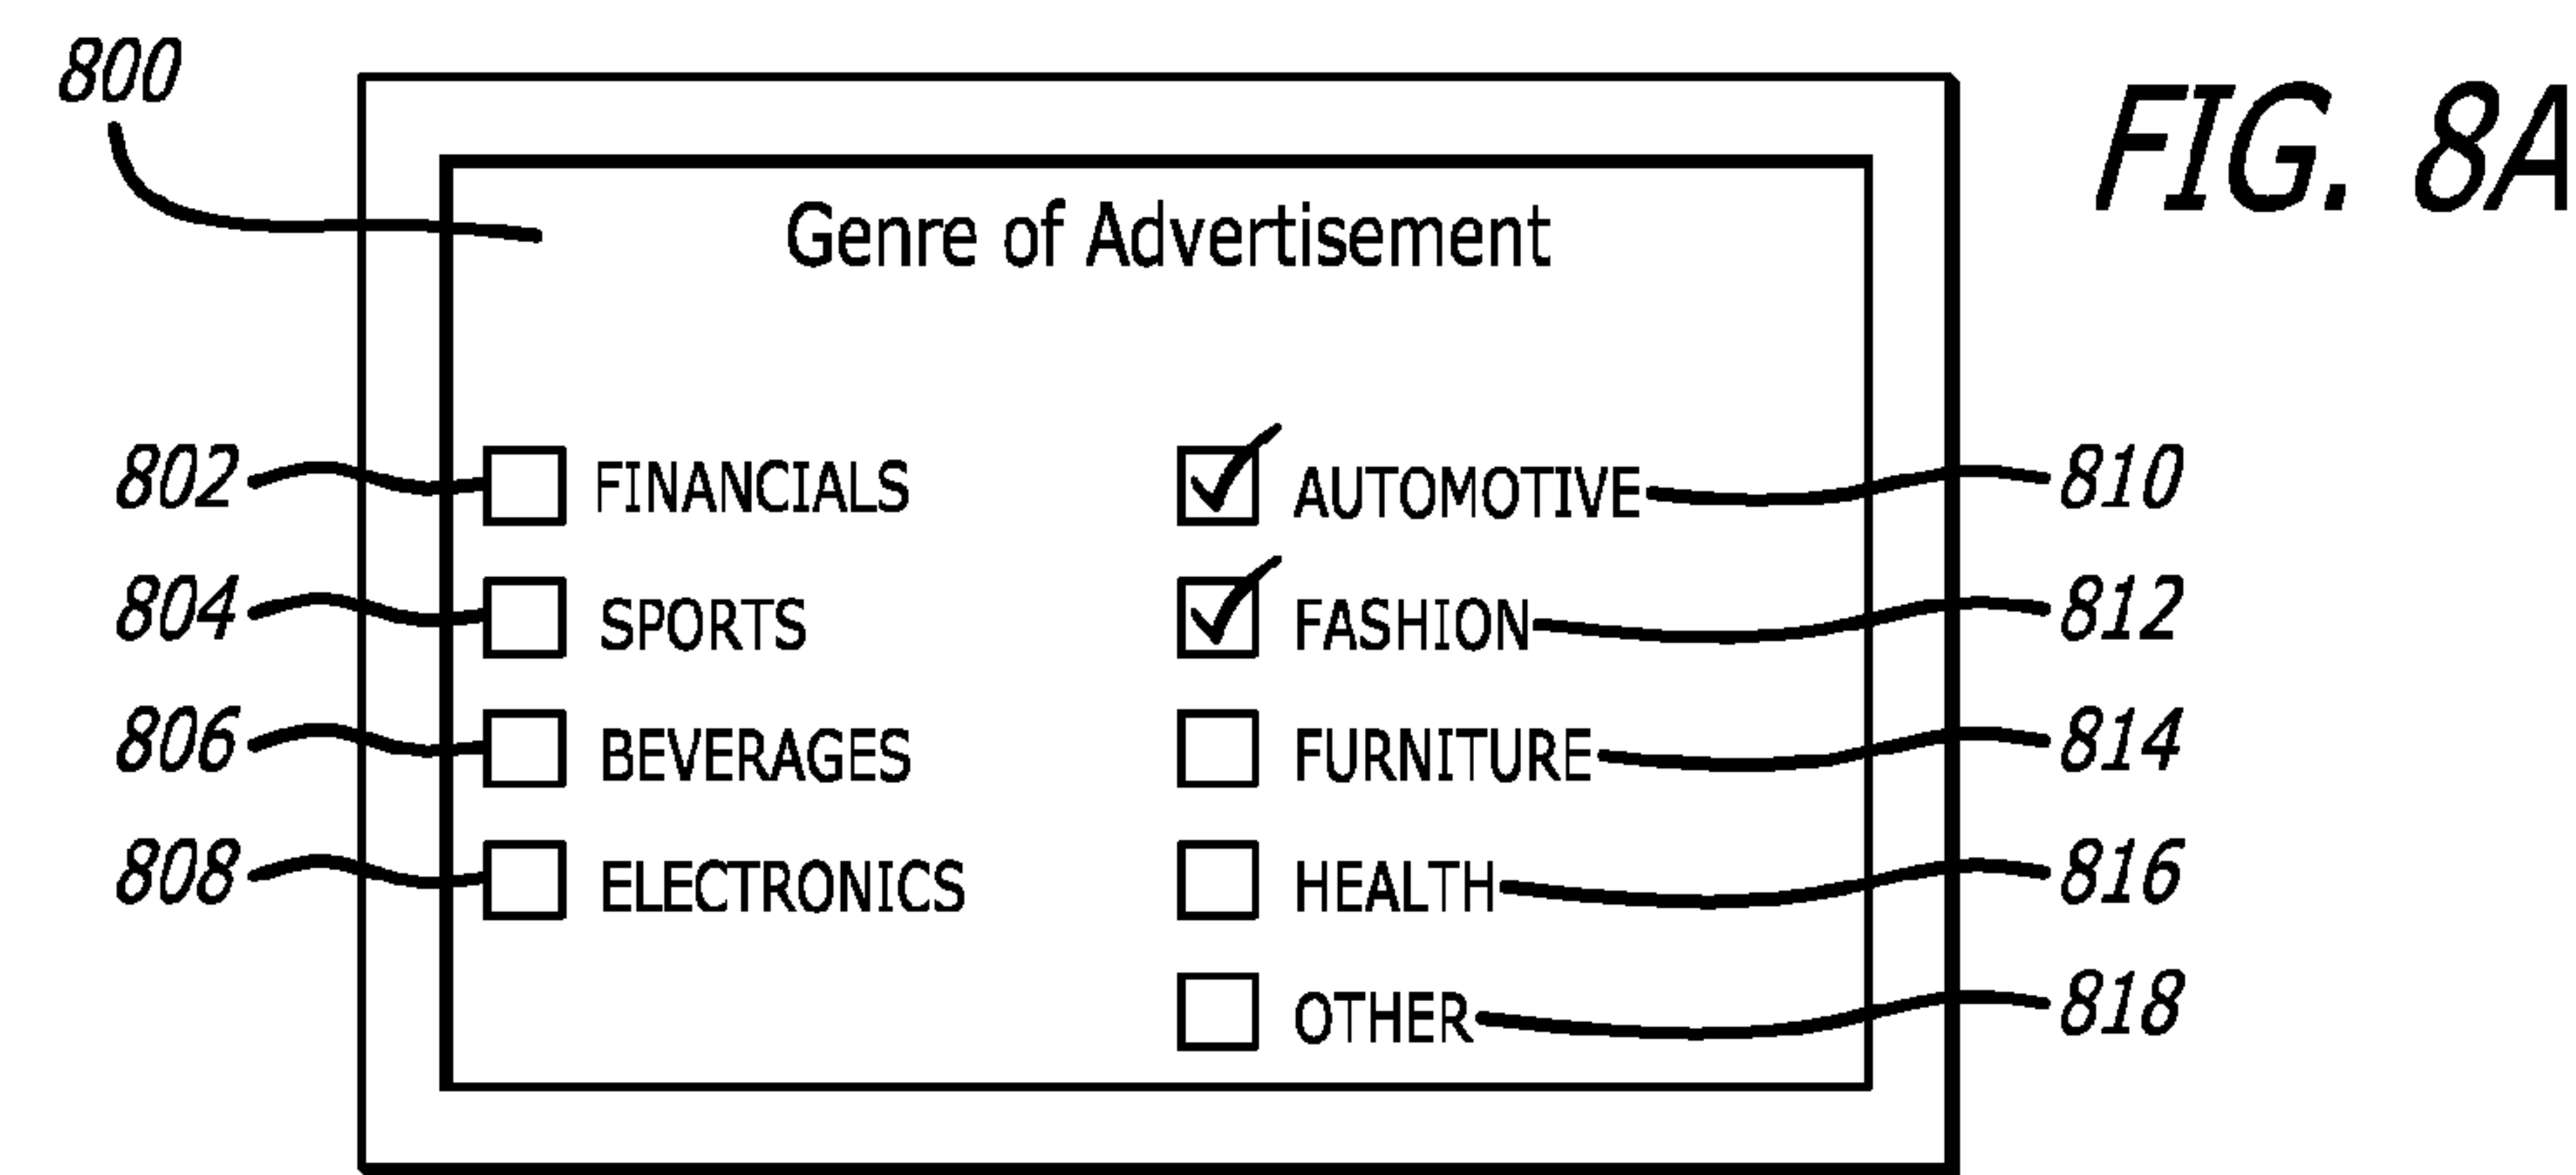 800
FIG. 8A
Genre of Advertisement
802 FINANCIALS AUTOMOTIVE 810
804 SPORTS FASHION 812
806 BEVERAGES FURNITURE 814
808 ELECTRONICS HEALTH 816
OTHER 818